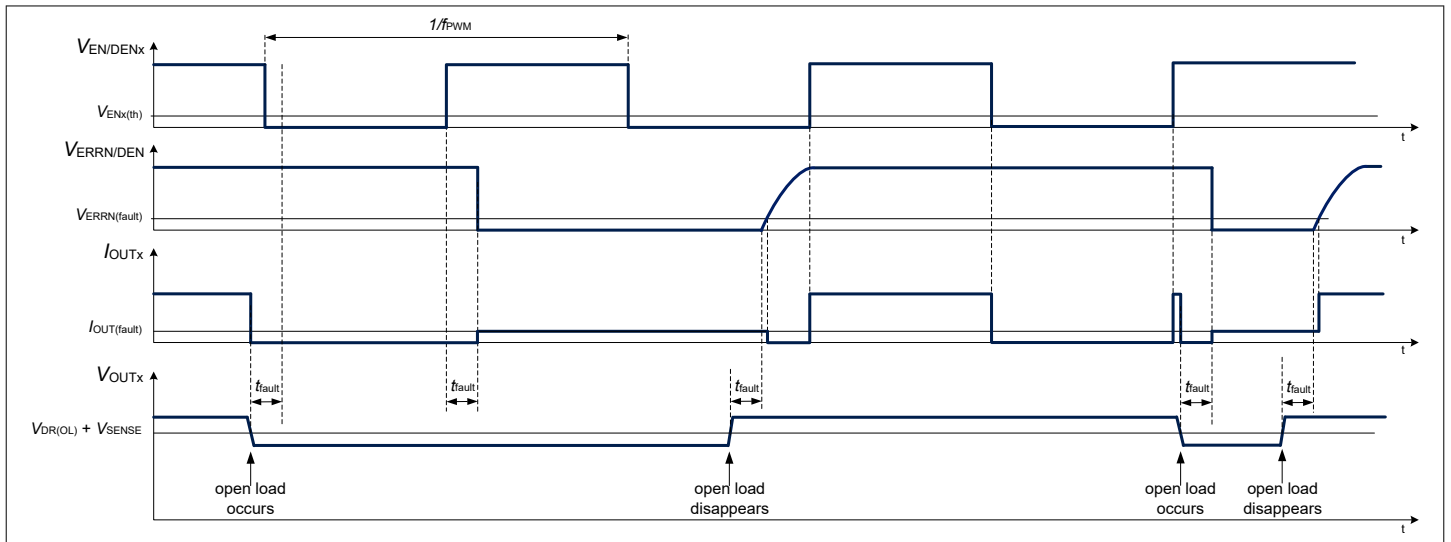 1/fPWM
VEN/DENx
VENx(th)
t
VERRN/DEN
VERRN(fault)
t
IOUTx
IOUT(fault)
t
VOUTx
tfault
tfault
tfault
tfault
tfault
VDR(OL) + VSENSE
open load
occurs
open load
disappears
open load
occurs
open load
disappears
t